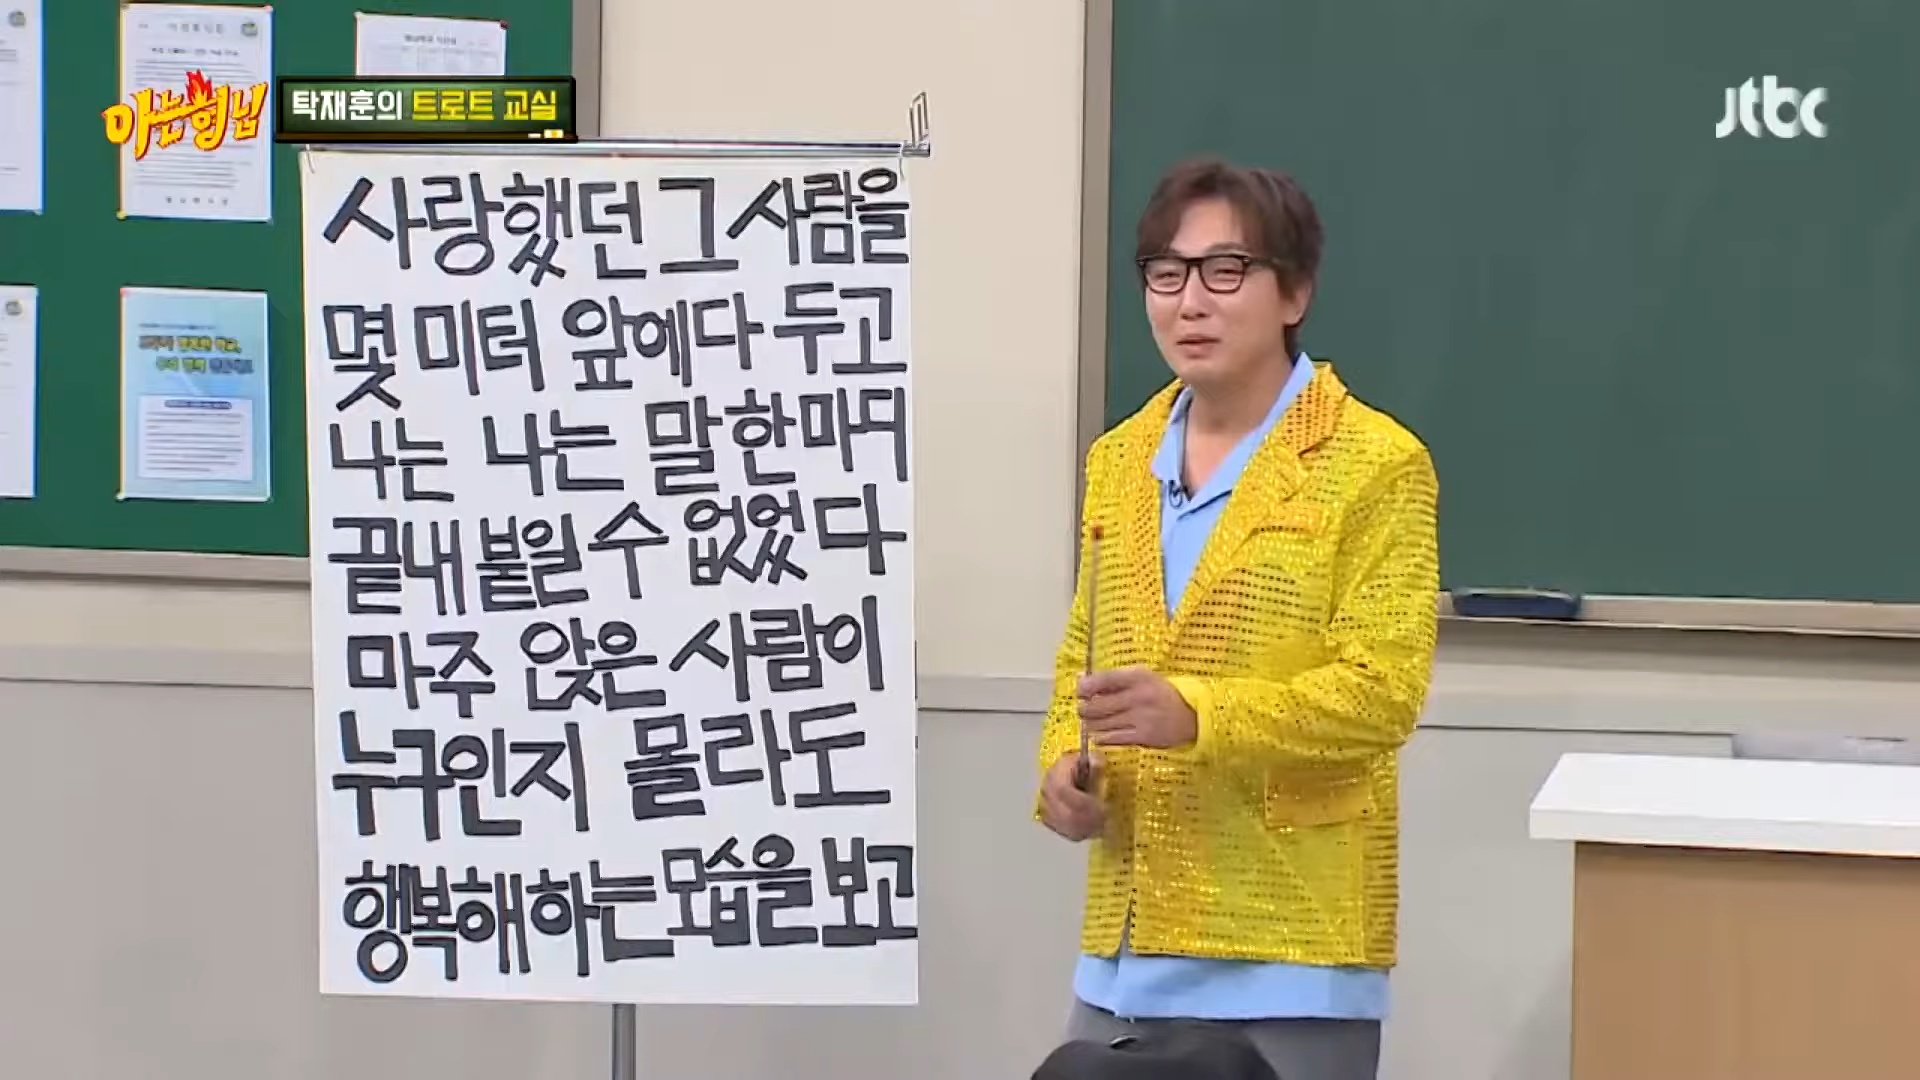 아는형님
탁재훈의 트로트 교실
jtbc
사랑했던 그 사람을
몇 미터 앞에다 두고
나는 나는 말 한마디
끝내 붙일 수 없었다
마주 앉은 사람이
누구인지 몰라도
행복해하는 모습을 보고